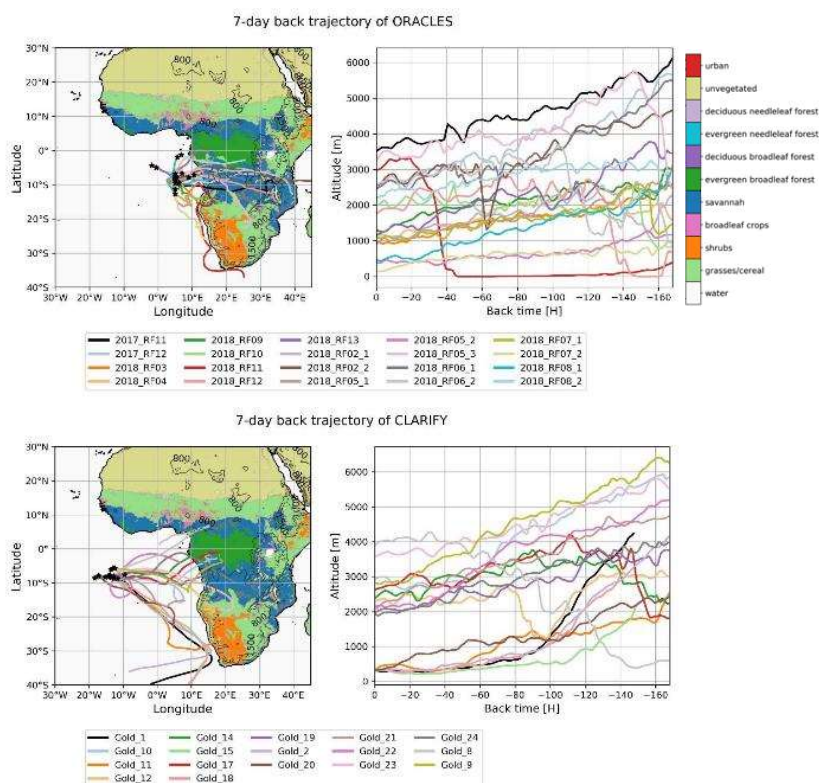 7-day back trajectory of ORACLES
30°N
20°N
10°N
0°
10°S
20°S
30°S
40°S
Latitude
800
800
1500
30°W 20°W 10°W 0°W 10°E 20°E 30°E 40°E
Longitude
6000
5000
4000
3000
2000
1000
0
Altitude [m]
0 −20 −40 −60 −80 −100 −120 −140 −160
Back time [H]
urban
unvegetated
deciduous needleleaf forest
evergreen needleleaf forest
deciduous broadleaf forest
evergreen broadleaf forest
savannah
broadleaf crops
shrubs
grasses/cereal
water
2017_RF11 2018_RF09 2018_RF13 2018_RF05_2 2018_RF07_1
2017_RF12 2018_RF10 2018_RF02_1 2018_RF05_3 2018_RF07_2
2018_RF03 2018_RF11 2018_RF02_2 2018_RF06_1 2018_RF08_1
2018_RF04 2018_RF12 2018_RF05_1 2018_RF06_2 2018_RF08_2
7-day back trajectory of CLARIFY
30°N
20°N
10°N
0°
10°S
20°S
30°S
40°S
Latitude
800
800
1500
30°W 20°W 10°W 0°W 10°E 20°E 30°E 40°E
Longitude
6000
5000
4000
3000
2000
1000
0
Altitude [m]
0 −20 −40 −60 −80 −100 −120 −140 −160
Back time [H]
Gold_1 Gold_14 Gold_19 Gold_21 Gold_24
Gold_10 Gold_15 Gold_2 Gold_22 Gold_8
Gold_11 Gold_17 Gold_20 Gold_23 Gold_9
Gold_12 Gold_18